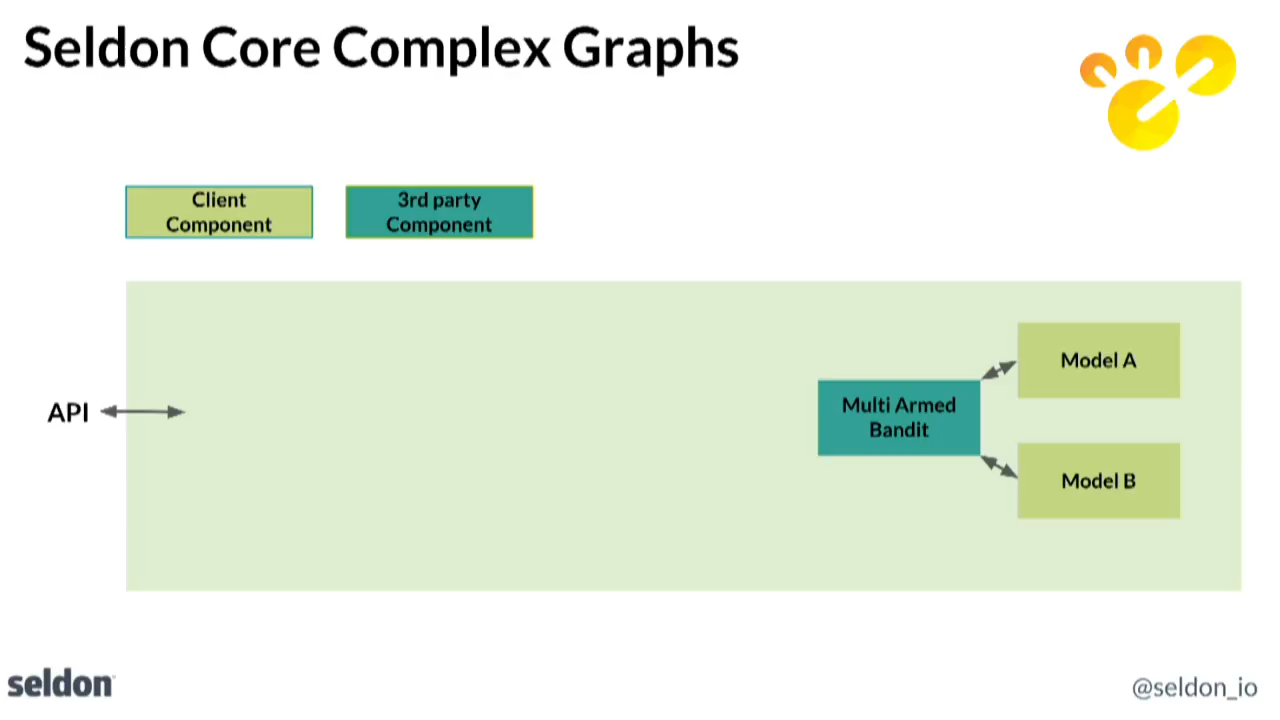 Seldon Core Complex Graphs
Client
Component
3rd party
Component
API
Multi Armed
Bandit
Model A
Model B
seldon
@seldon_io